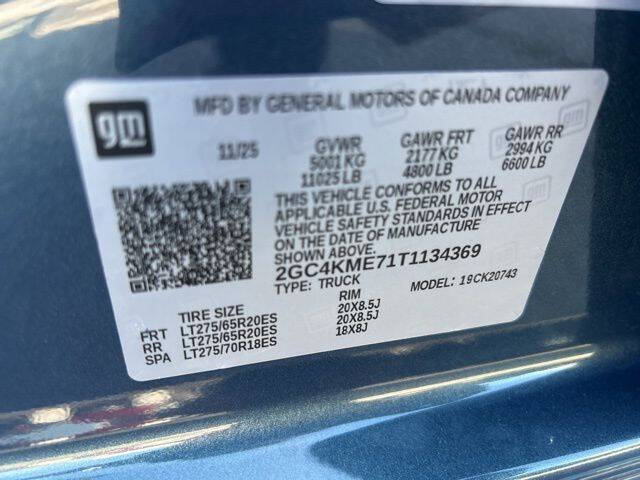 gm
MFD BY GENERAL MOTORS OF CANADA COMPANY
11/25 GVWR GAWR FRT GAWR RR
5001 KG 2177 KG 2994 KG
11025 LB 4800 LB 6600 LB
THIS VEHICLE CONFORMS TO ALL
APPLICABLE U.S. FEDERAL MOTOR
VEHICLE SAFETY STANDARDS IN EFFECT
ON THE DATE OF MANUFACTURE
SHOWN ABOVE.
2GC4KME71T1134369
TYPE: TRUCK MODEL: 19CK20743
TIRE SIZE RIM
FRT LT275/65R20ES 20X8.5J
RR LT275/65R20ES 20X8.5J
SPA LT275/70R18ES 18X8J